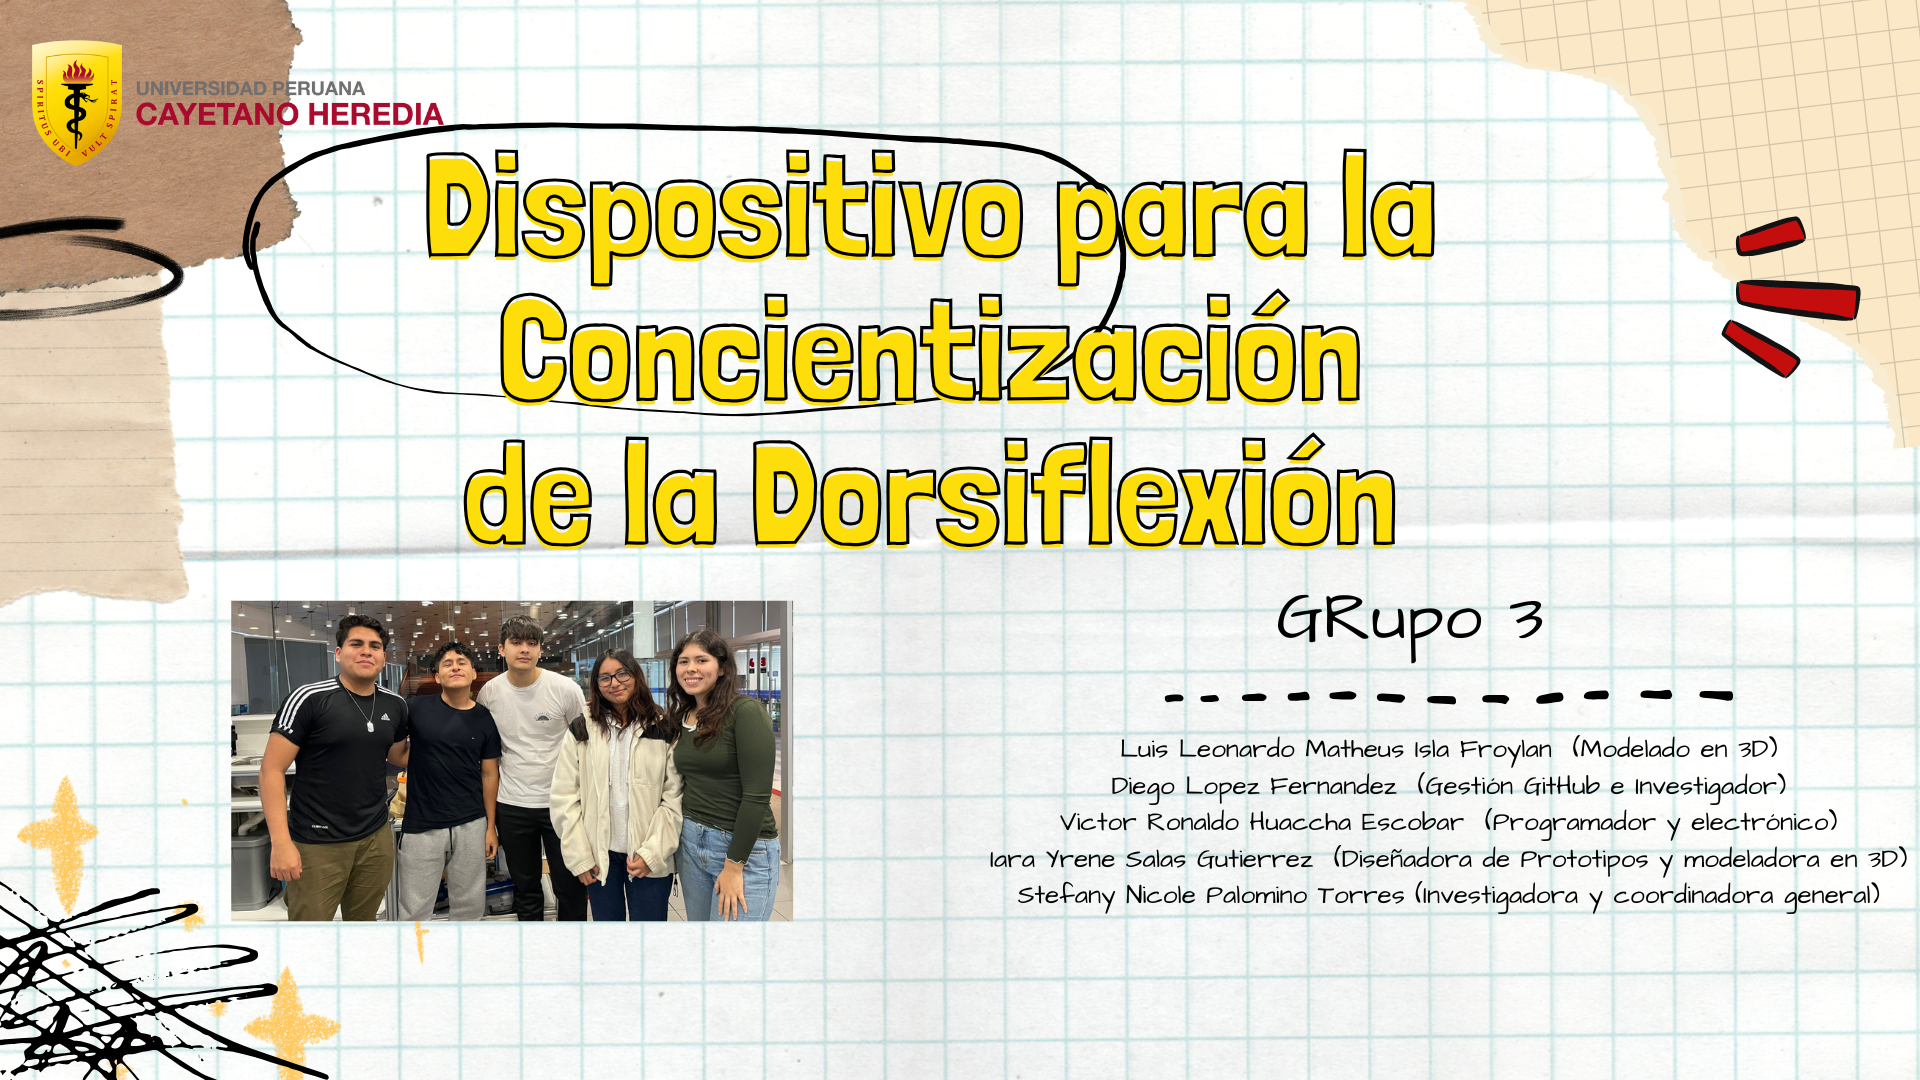 SPIRITUS UBI VULT SPIRAT
UNIVERSIDAD PERUANA
CAYETANO HEREDIA
Dispositivo para la
Concientización
de la Dorsiflexión
GRupo 3
Luis Leonardo Matheus Isla Froylan (Modelado en 3D)
Diego Lopez Fernandez (Gestión GitHub e Investigador)
Victor Ronaldo Huaccha Escobar (Programador y electrónico)
Iara Yrene Salas Gutierrez (Diseñadora de Prototipos y modeladora en 3D)
Stefany Nicole Palomino Torres (Investigadora y coordinadora general)